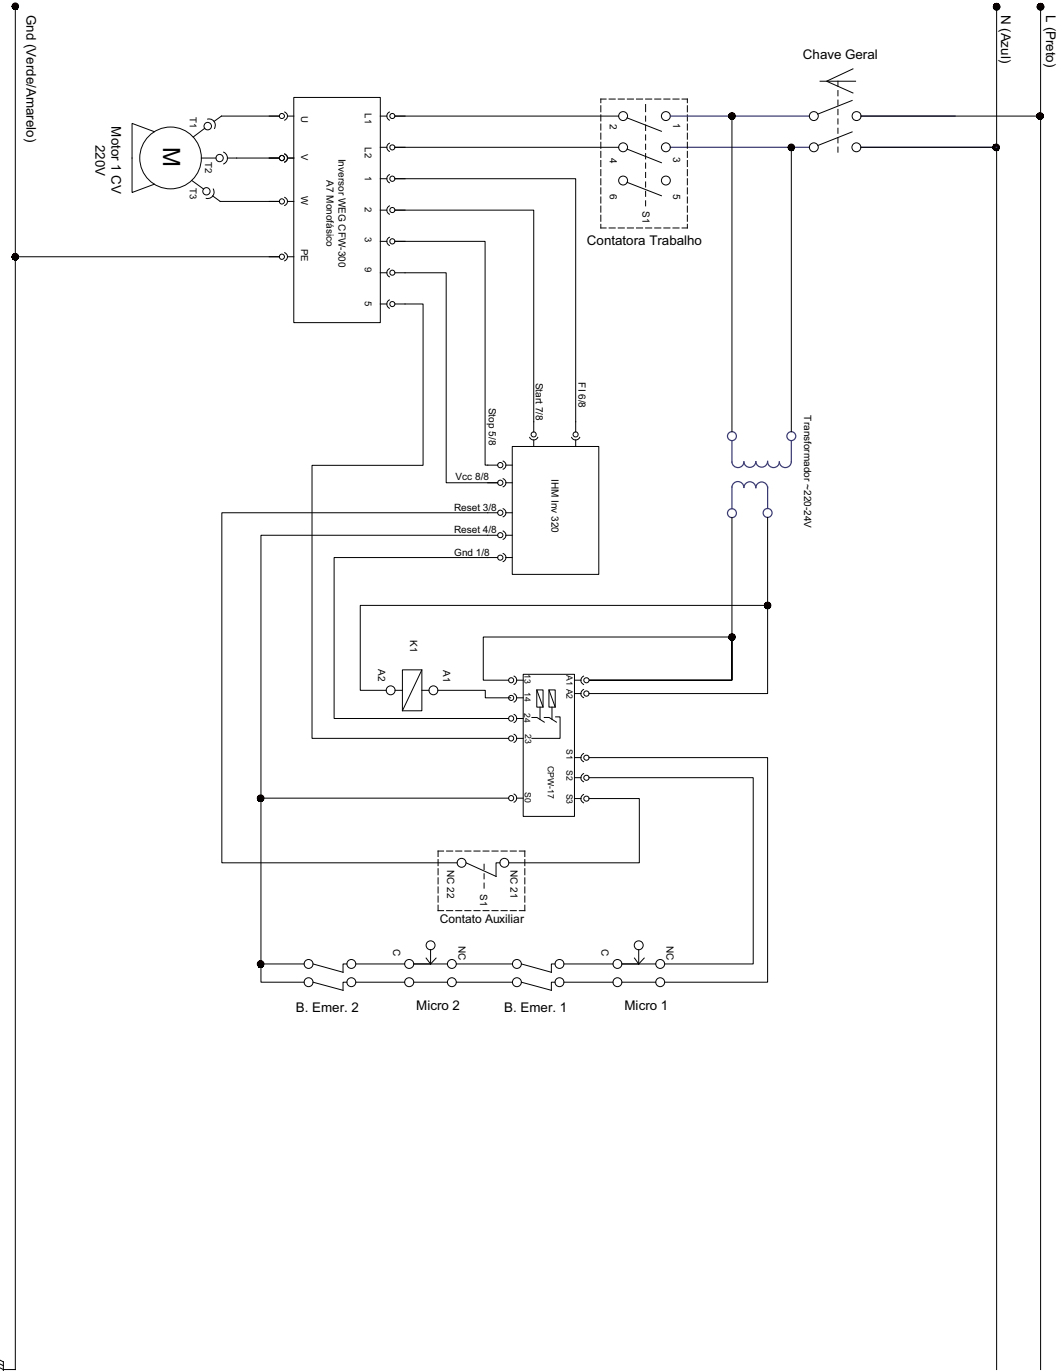 L (Preto)
N (Azul)
Gnd (Verde/Amarelo)
Chave Geral
1
2
3
4
5
6
S1
Contatora Trabalho
L1
L2
1
2
3
9
5
U
V
W
PE
Inversor WEG CFW-300
A7 Monofásico
T1
T2
T3
M
Motor 1 CV
220V
Transformador ~220-24V
FI 6/8
Start 7/8
Stop 5/8
Vcc 8/8
Reset 3/8
Reset 4/8
Gnd 1/8
IHM Inv 320
K1
A1
A2
A1
A2
13
14
24
23
S1
S2
S3
S0
CPW-17
NC 21
NC 22
S1
Contato Auxiliar
NC
C
NC
C
B. Emer. 2
Micro 2
B. Emer. 1
Micro 1